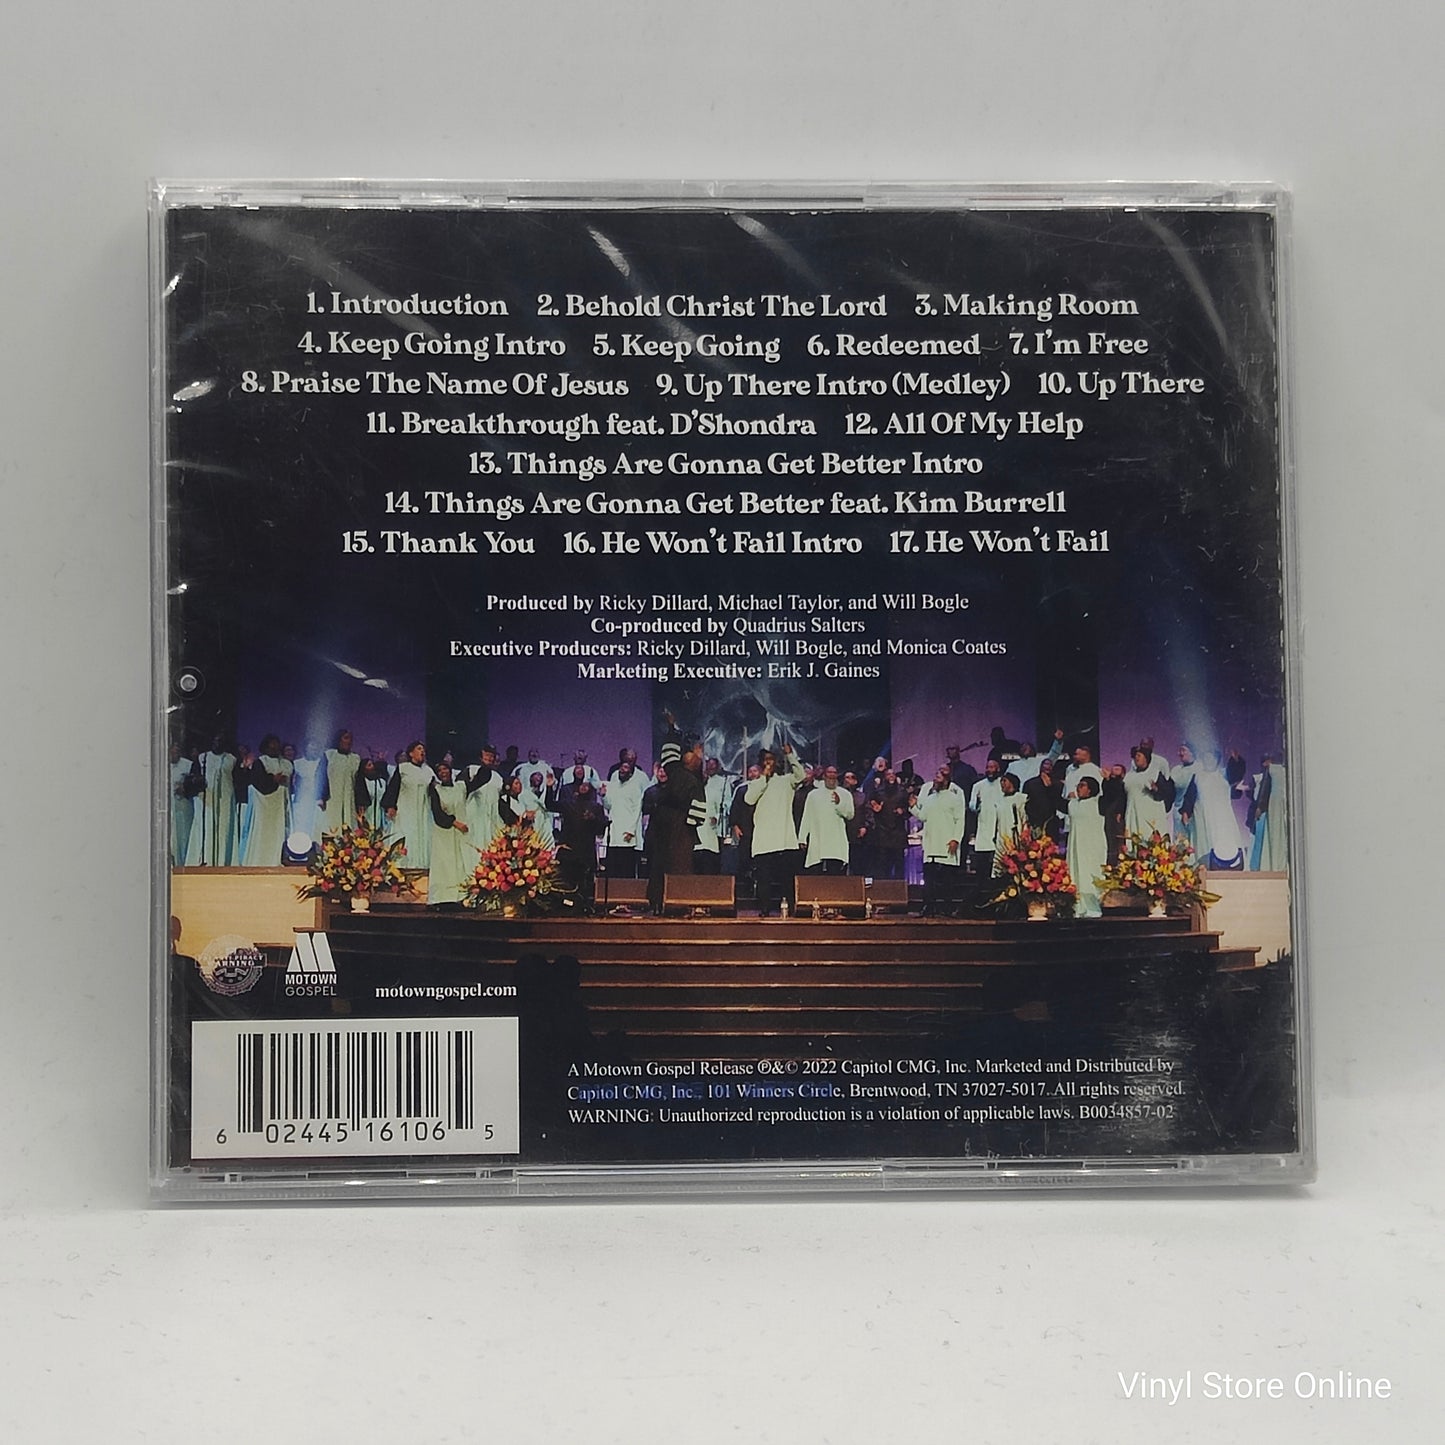 1. Introduction 2. Behold Christ The Lord 3. Making Room
4. Keep Going Intro 5. Keep Going 6. Redeemed 7. I'm Free
8. Praise The Name Of Jesus 9. Up There Intro (Medley) 10. Up There
11. Breakthrough feat. D'Shondra 12. All Of My Help
13. Things Are Gonna Get Better Intro
14. Things Are Gonna Get Better feat. Kim Burrell
15. Thank You 16. He Won't Fail Intro 17. He Won't Fail
Produced by Ricky Dillard, Michael Taylor, and Will Bogle
Co-produced by Quadrius Salters
Executive Producers: Ricky Dillard, Will Bogle, and Monica Coates
Marketing Executive: Erik J. Gaines
MOTOWN
GOSPEL
motowngospel.com
A Motown Gospel Release ℗&© 2022 Capitol CMG, Inc. Marketed and Distributed by
Capitol CMG, Inc., 101 Winners Circle, Brentwood, TN 37027-5017. All rights reserved.
WARNING: Unauthorized reproduction is a violation of applicable laws. B0034857-02
6 02445 16106 5
Vinyl Store Online